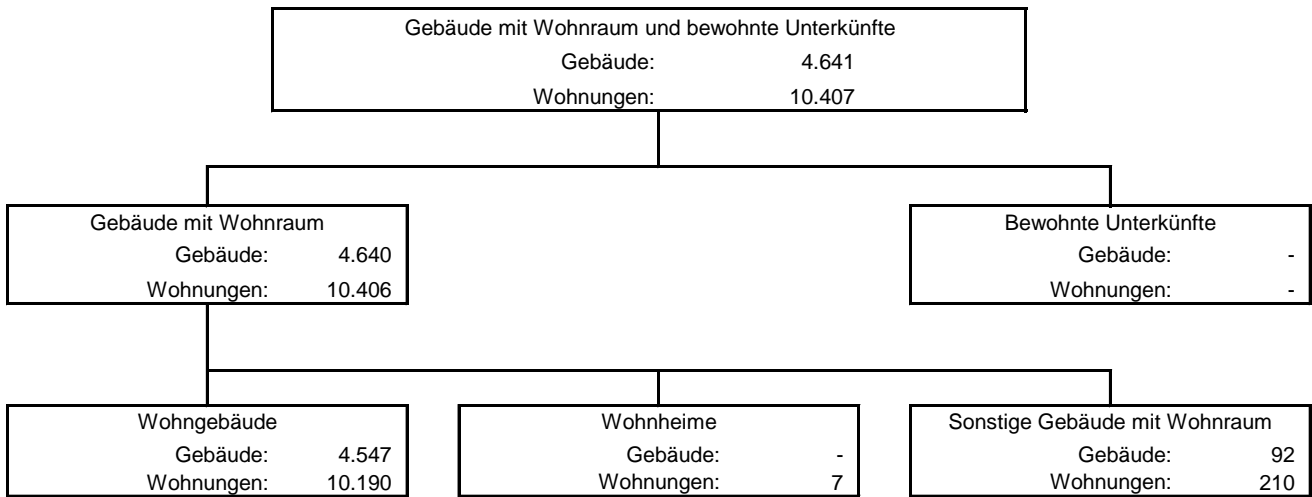 Gebäude mit Wohnraum und bewohnte Unterkünfte
Gebäude: 4.641
Wohnungen: 10.407
Gebäude mit Wohnraum
Gebäude: 4.640
Wohnungen: 10.406
Bewohnte Unterkünfte
Gebäude: -
Wohnungen: -
Wohngebäude
Gebäude: 4.547
Wohnungen: 10.190
Wohnheime
Gebäude: -
Wohnungen: 7
Sonstige Gebäude mit Wohnraum
Gebäude: 92
Wohnungen: 210